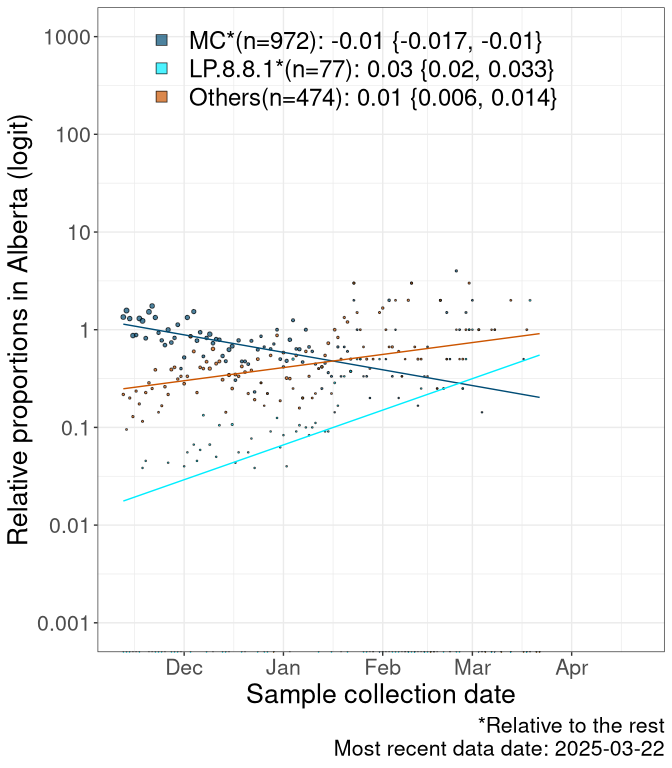 MC*(n=972): -0.01 {-0.017, -0.01}
LP.8.8.1*(n=77): 0.03 {0.02, 0.033}
Others(n=474): 0.01 {0.006, 0.014}
Relative proportions in Alberta (logit)
1000
100
10
1
0.1
0.01
0.001
Dec Jan Feb Mar Apr
Sample collection date
*Relative to the rest
Most recent data date: 2025-03-22